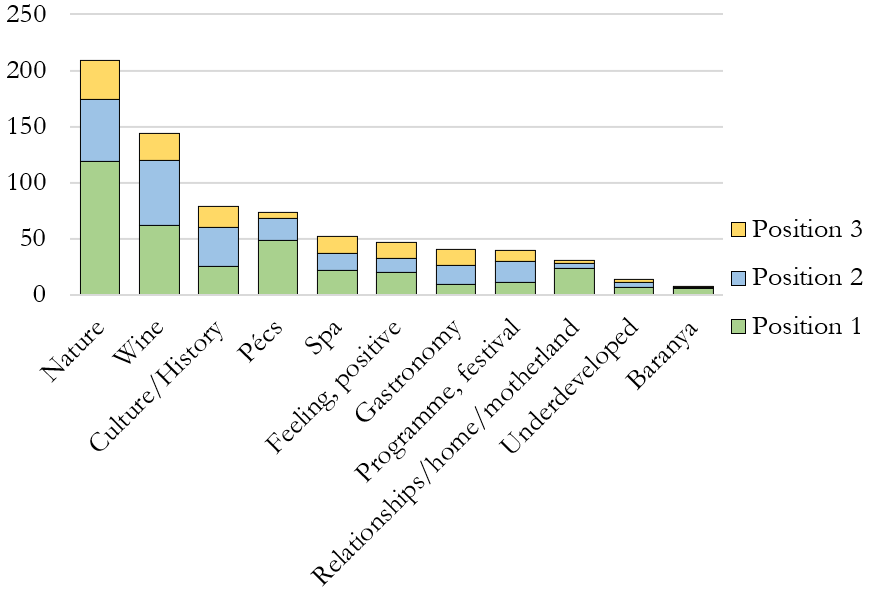 250
200
150
100
50
0
Nature
Wine
Culture/History
Pécs
Spa
Feeling, positive
Gastronomy
Programme, festival
Relationships/home/motherland
Underdeveloped
Baranya
Position 3
Position 2
Position 1